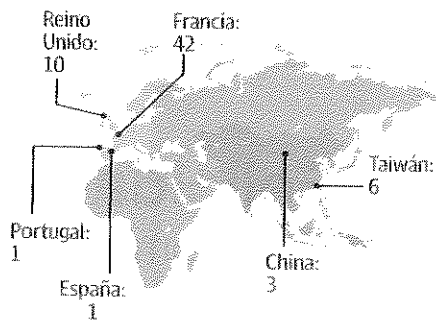 Reino
Unido:
10
Francia:
42
Taiwán:
6
Portugal:
1
España:
1
China:
3